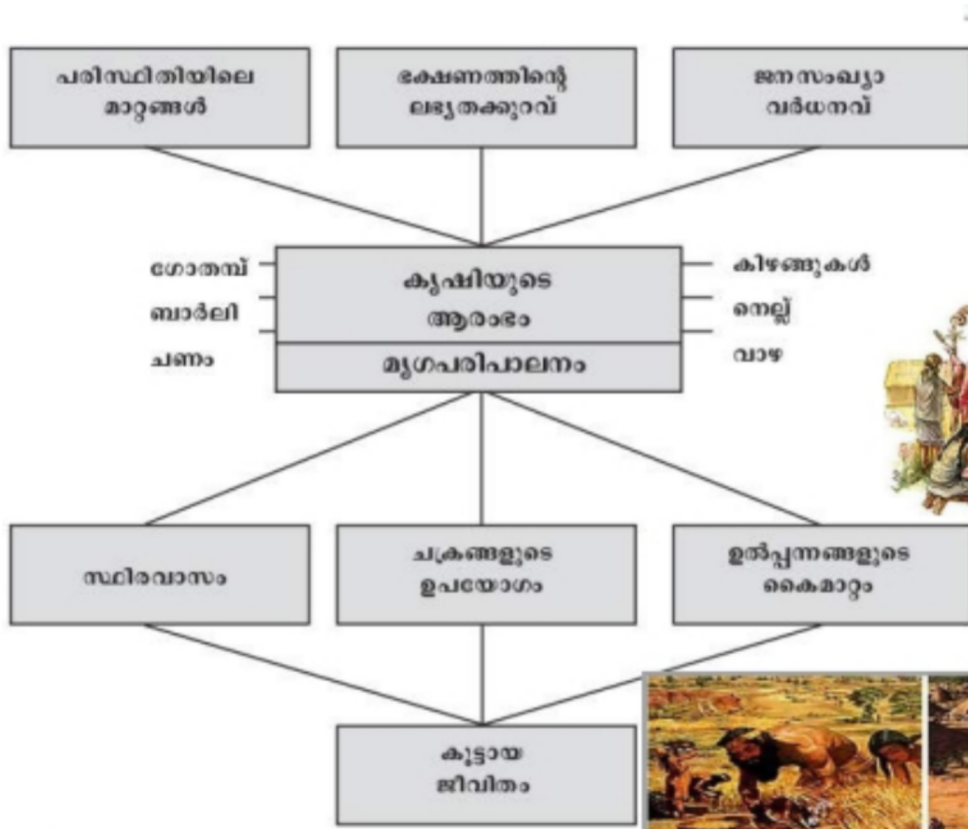 പരിസ്ഥിതിയിലെ
മാറ്റങ്ങൾ
ഭക്ഷണത്തിന്റെ
ലഭ്യതക്കുറവ്
ജനസംഖ്യാ
വർധനവ്
ഗോതമ്പ്
ബാർലി
ചണം
കൃഷിയുടെ
ആരംഭം
മൃഗപരിപാലനം
കിഴങ്ങുകൾ
നെല്ല്
വാഴ
സ്ഥിരവാസം
ചക്രങ്ങളുടെ
ഉപയോഗം
ഉൽപ്പന്നങ്ങളുടെ
കൈമാറ്റം
കൂട്ടായ
ജീവിതം